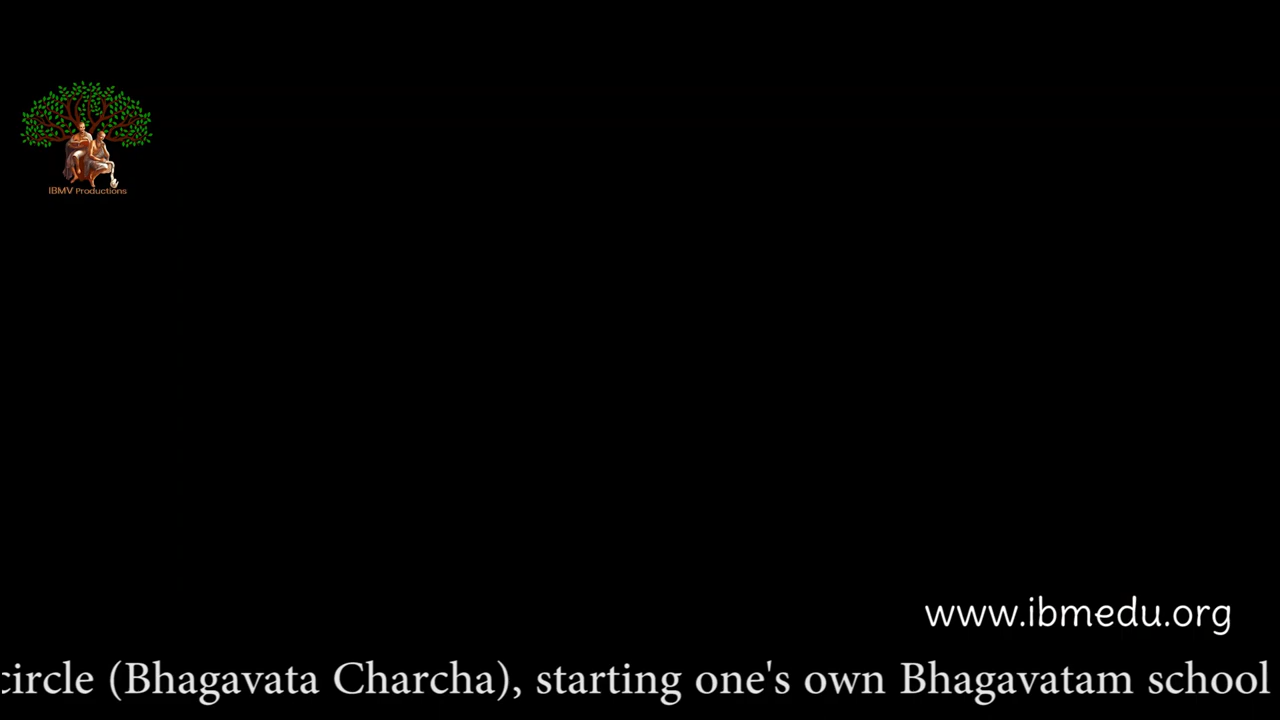 IBMV Productions
www.ibmedu.org
circle (Bhagavata Charcha), starting one's own Bhagavatam school